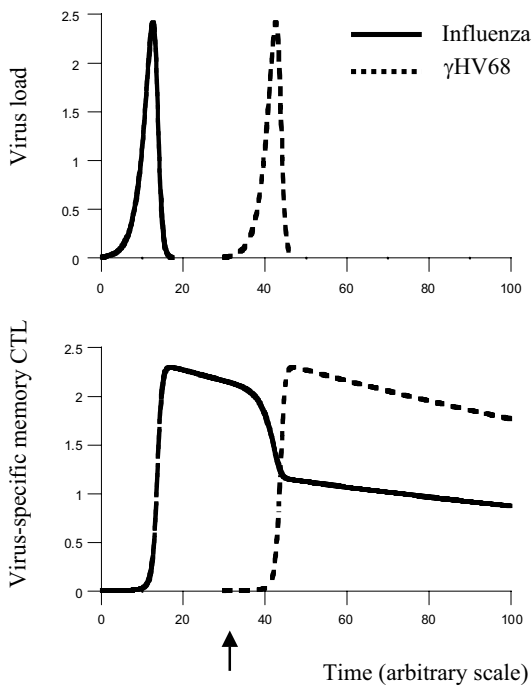 Influenza
γHV68
Virus load
2.5
2
1.5
1
0.5
0
0 20 40 60 80 100
Virus-specific memory CTL
2.5
2
1.5
1
0.5
0
0 20 40 60 80 100
Time (arbitrary scale)